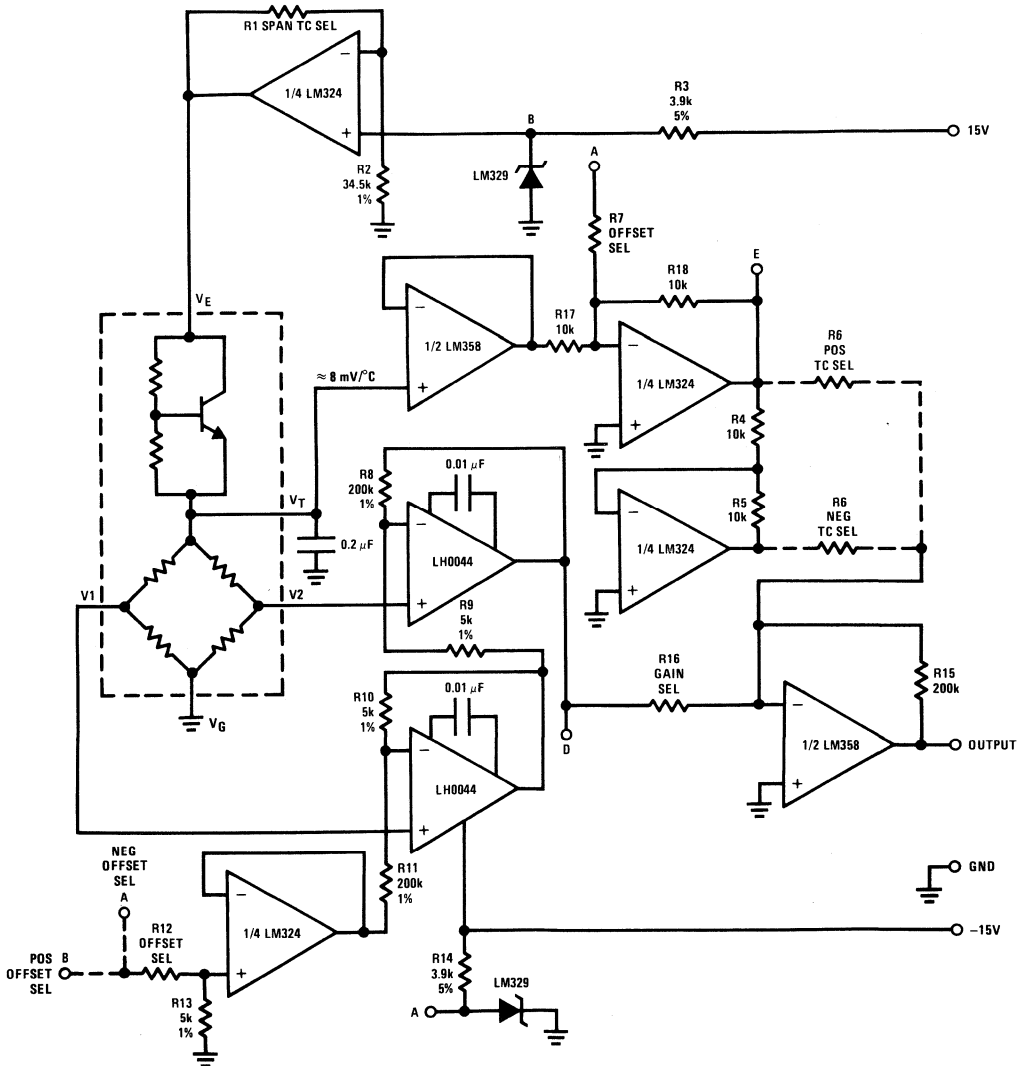 R1 SPAN TC SEL
−
1/4 LM324
+
R2
34.5k
1%
B
LM329
R3
3.9k
5%
15V
A
R7
OFFSET
SEL
E
R18
10k
VE
−
1/2 LM358
+
R17
10k
−
1/4 LM324
+
R6
POS
TC SEL
≈ 8 mV/°C
R4
10k
R8
200k
1%
0.01 μF
VT
0.2 μF
−
LH0044
+
−
1/4 LM324
+
R5
10k
R6
NEG
TC SEL
V1
V2
R9
5k
1%
R10
5k
1%
0.01 μF
VG
R16
GAIN
SEL
R15
200k
D
−
LH0044
+
−
1/2 LM358
+
OUTPUT
NEG
OFFSET
SEL
A
R11
200k
1%
GND
POS
OFFSET
SEL
B
R12
OFFSET
SEL
−
1/4 LM324
+
−15V
R13
5k
1%
R14
3.9k
5%
LM329
A